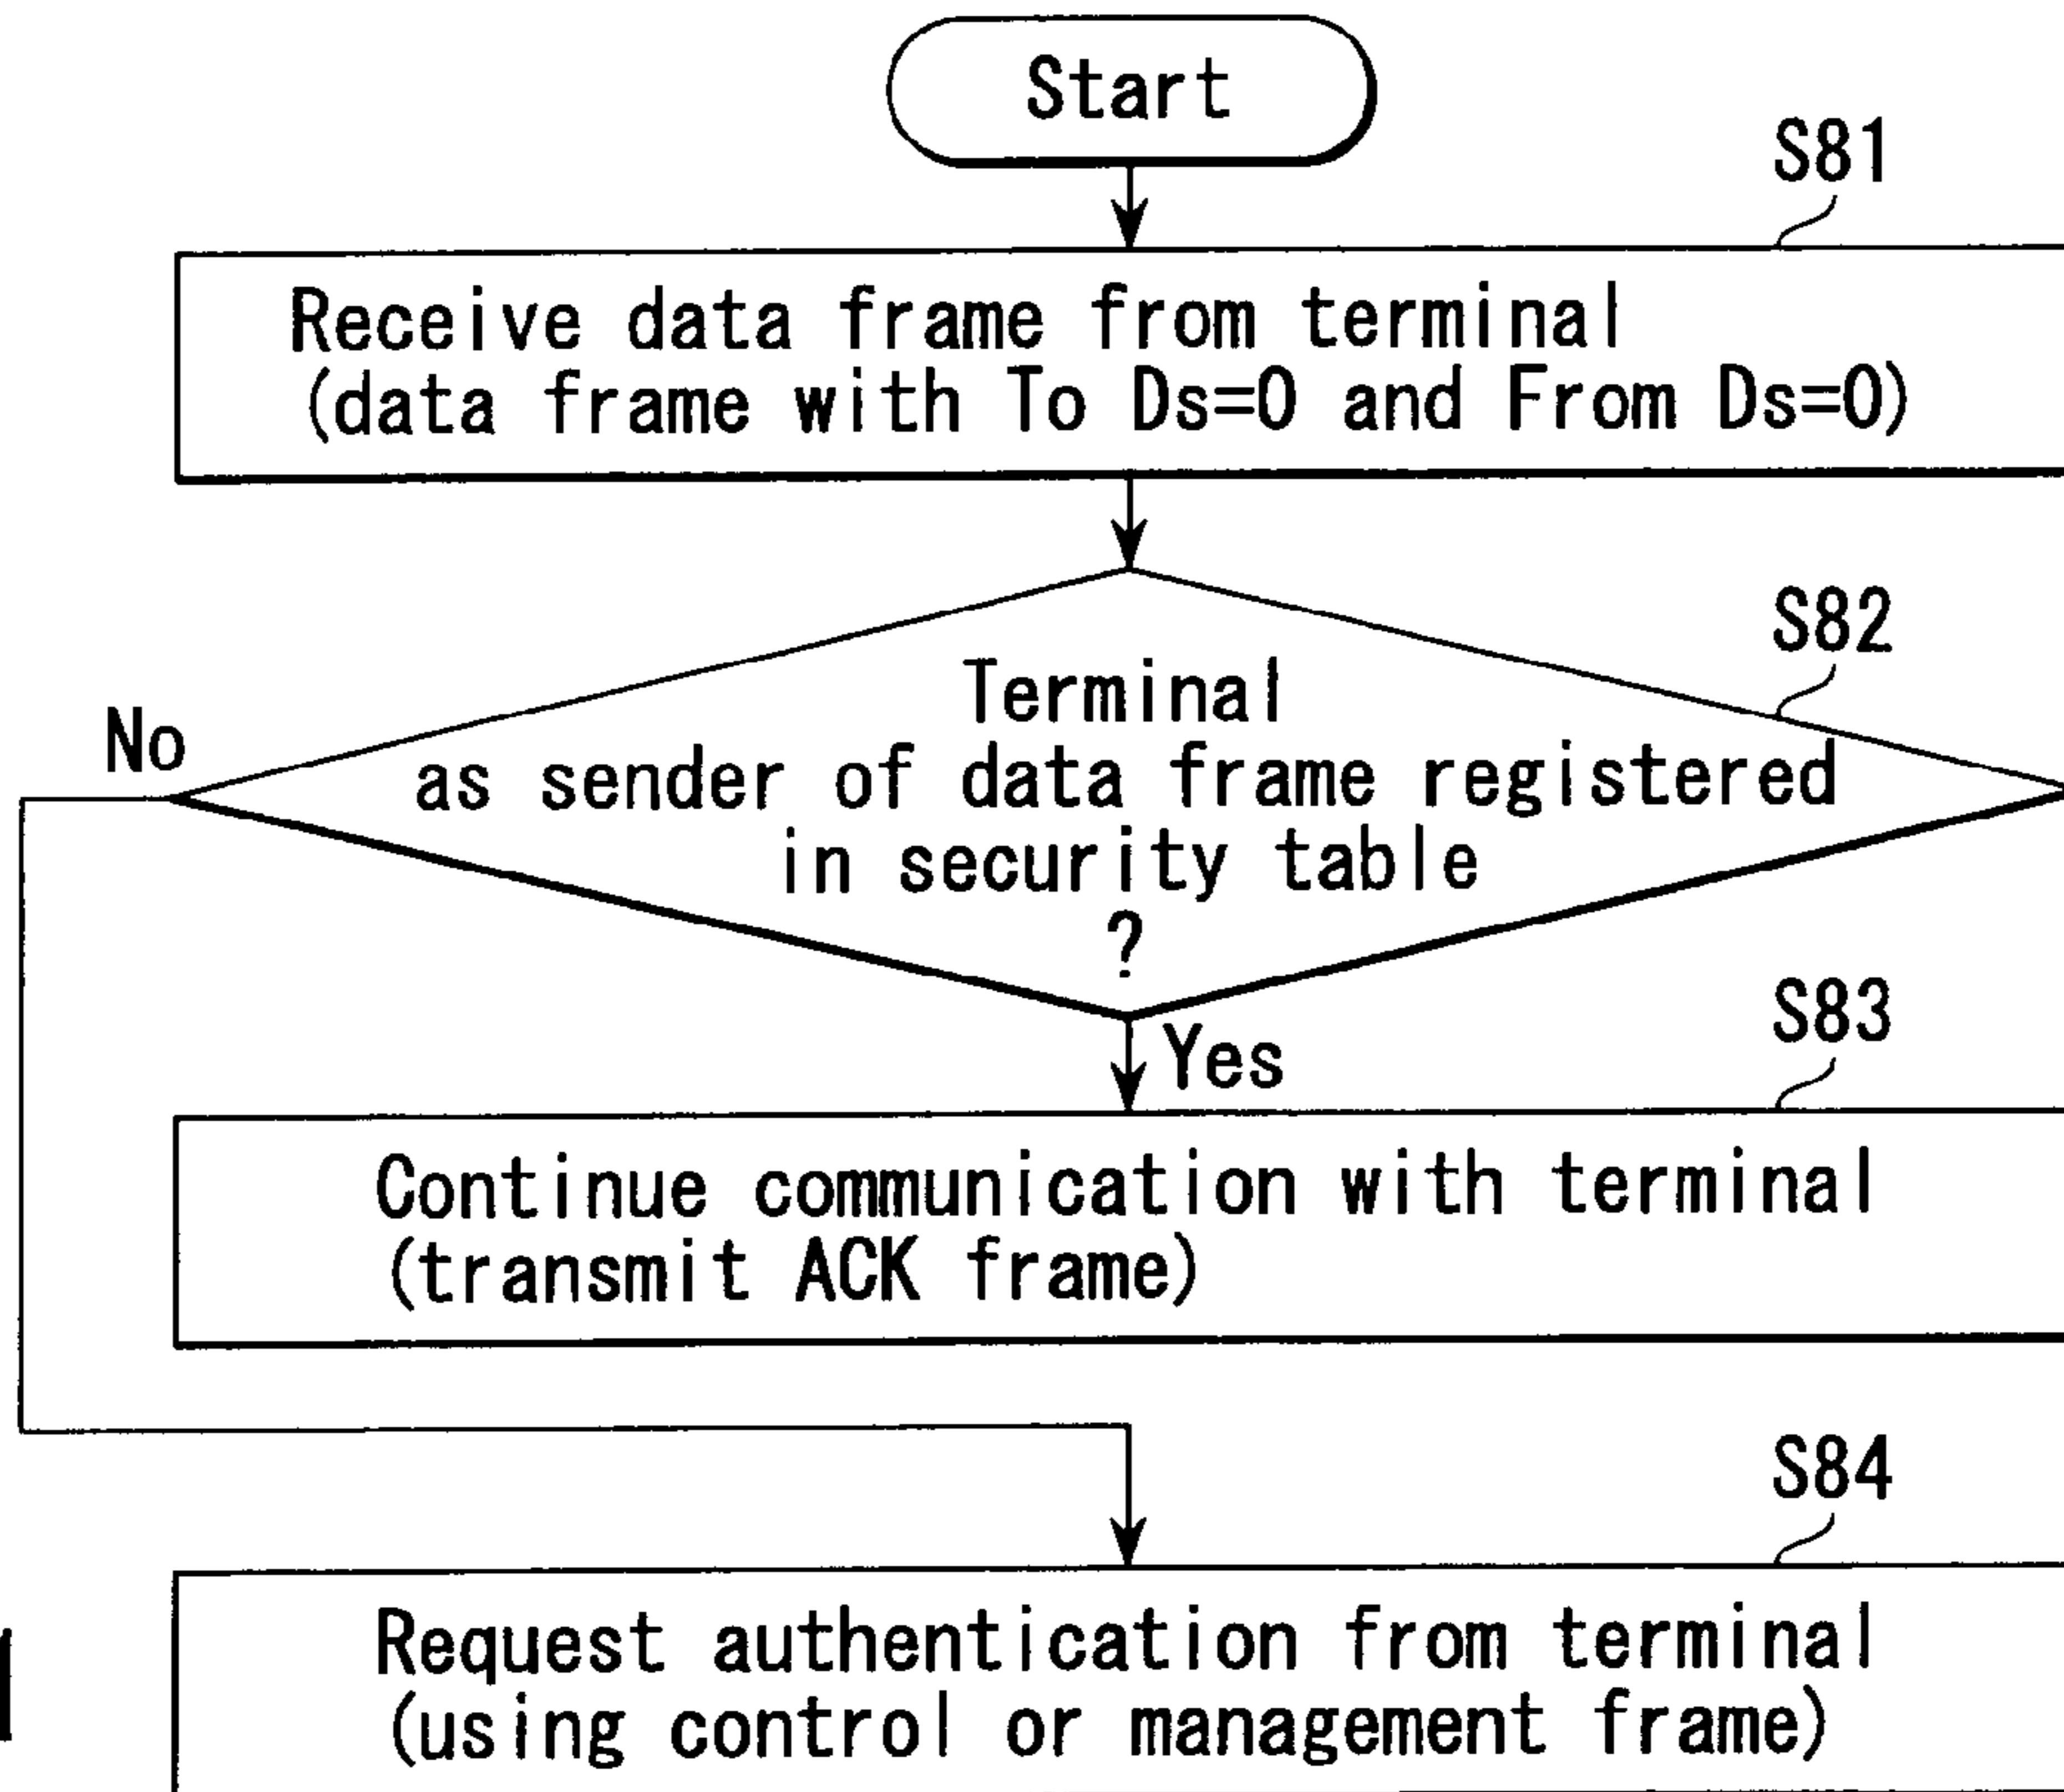 Start
S81
Receive data frame from terminal
(data frame with To Ds=0 and From Ds=0)
S82
No
Terminal
as sender of data frame registered
in security table
?
Yes
S83
Continue communication with terminal
(transmit ACK frame)
S84
Request authentication from terminal
(using control or management frame)